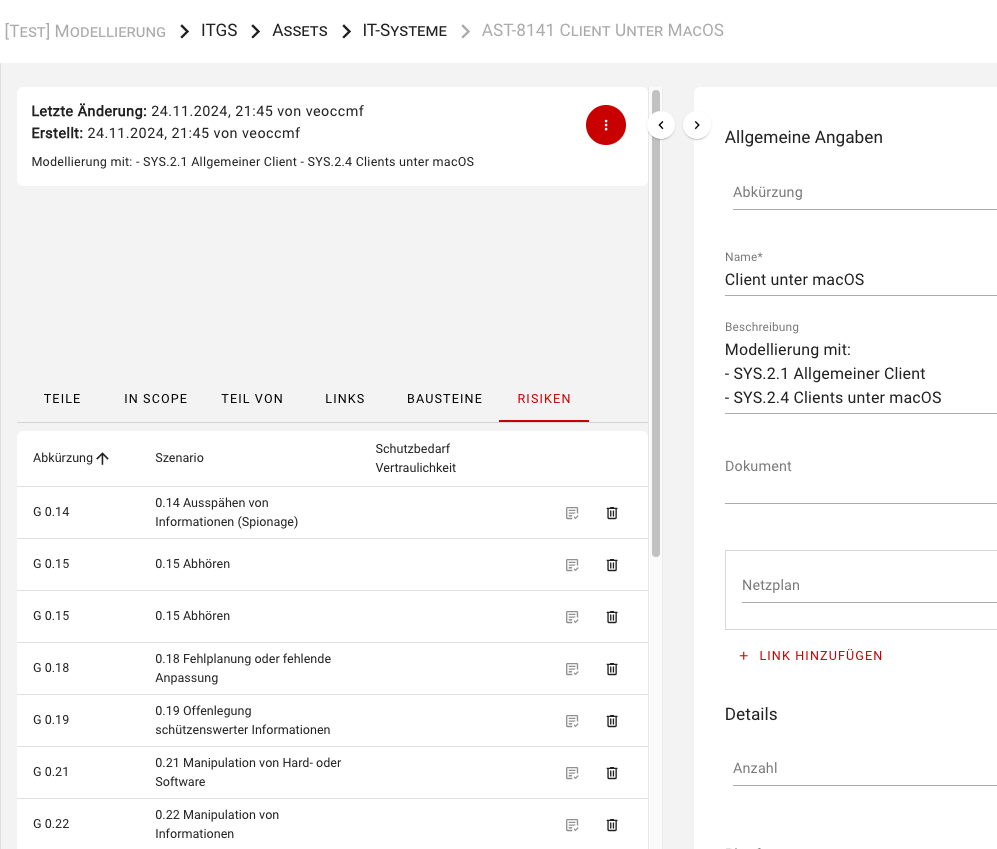 [Test] Modellierung > ITGS > Assets > IT-Systeme > AST-8141 Client Unter MacOS
Letzte Änderung: 24.11.2024, 21:45 von veoccmf
Erstellt: 24.11.2024, 21:45 von veoccmf
Modellierung mit: - SYS.2.1 Allgemeiner Client - SYS.2.4 Clients unter macOS
TEILE IN SCOPE TEIL VON LINKS BAUSTEINE RISIKEN
Abkürzung Szenario Schutzbedarf
Vertraulichkeit
G 0.14 0.14 Ausspähen von
Informationen (Spionage)
G 0.15 0.15 Abhören
G 0.15 0.15 Abhören
G 0.18 0.18 Fehlplanung oder fehlende
Anpassung
G 0.19 0.19 Offenlegung
schützenswerter Informationen
G 0.21 0.21 Manipulation von Hard- oder
Software
G 0.22 0.22 Manipulation von
Informationen
Allgemeine Angaben
Abkürzung
Name*
Client unter macOS
Beschreibung
Modellierung mit:
- SYS.2.1 Allgemeiner Client
- SYS.2.4 Clients unter macOS
Dokument
Netzplan
+ LINK HINZUFÜGEN
Details
Anzahl